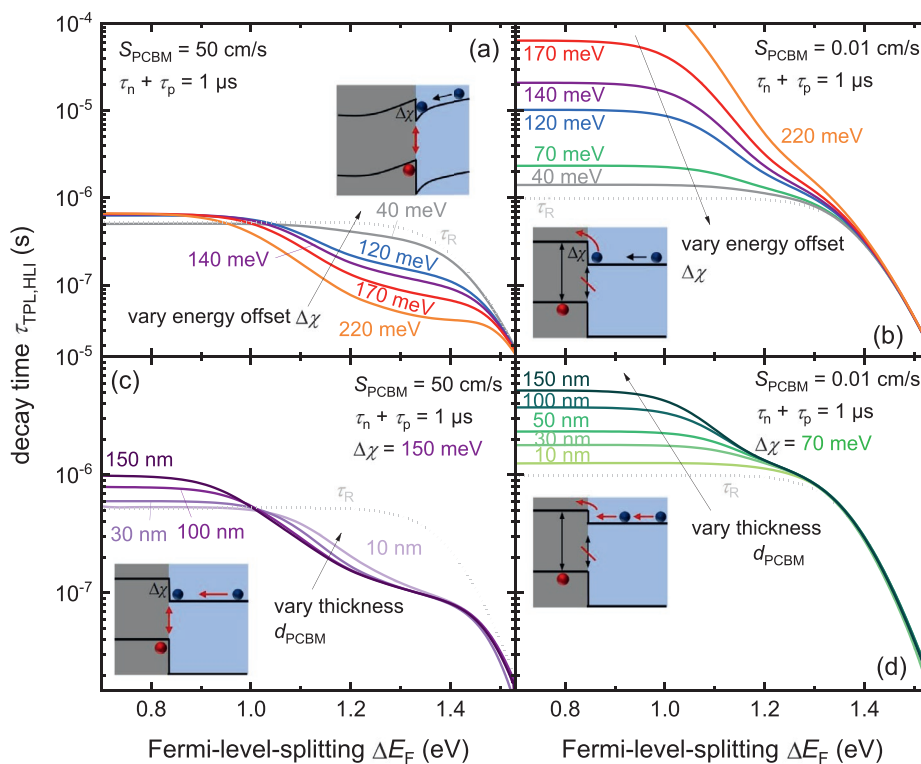 decay time τTPL,HLI (s)
10⁻⁴
10⁻⁵
10⁻⁶
10⁻⁷
10⁻⁵
10⁻⁶
10⁻⁷
SPCBM = 50 cm/s
τn + τp = 1 µs
(a)
Δχ
40 meV
τR
140 meV
120 meV
170 meV
220 meV
vary energy offset Δχ
170 meV
140 meV
120 meV
70 meV
40 meV
τR
SPCBM = 0.01 cm/s
τn + τp = 1 µs
220 meV
vary energy offset
Δχ
Δχ
(b)
(c)
SPCBM = 50 cm/s
τn + τp = 1 µs
Δχ = 150 meV
150 nm
τR
30 nm
100 nm
10 nm
vary thickness
dPCBM
Δχ
150 nm
100 nm
50 nm
30 nm
10 nm
τR
SPCBM = 0.01 cm/s
τn + τp = 1 µs
Δχ = 70 meV
vary thickness
dPCBM
(d)
0.8 1.0 1.2 1.4
0.8 1.0 1.2 1.4
Fermi-level-splitting ΔEF (eV)
Fermi-level-splitting ΔEF (eV)